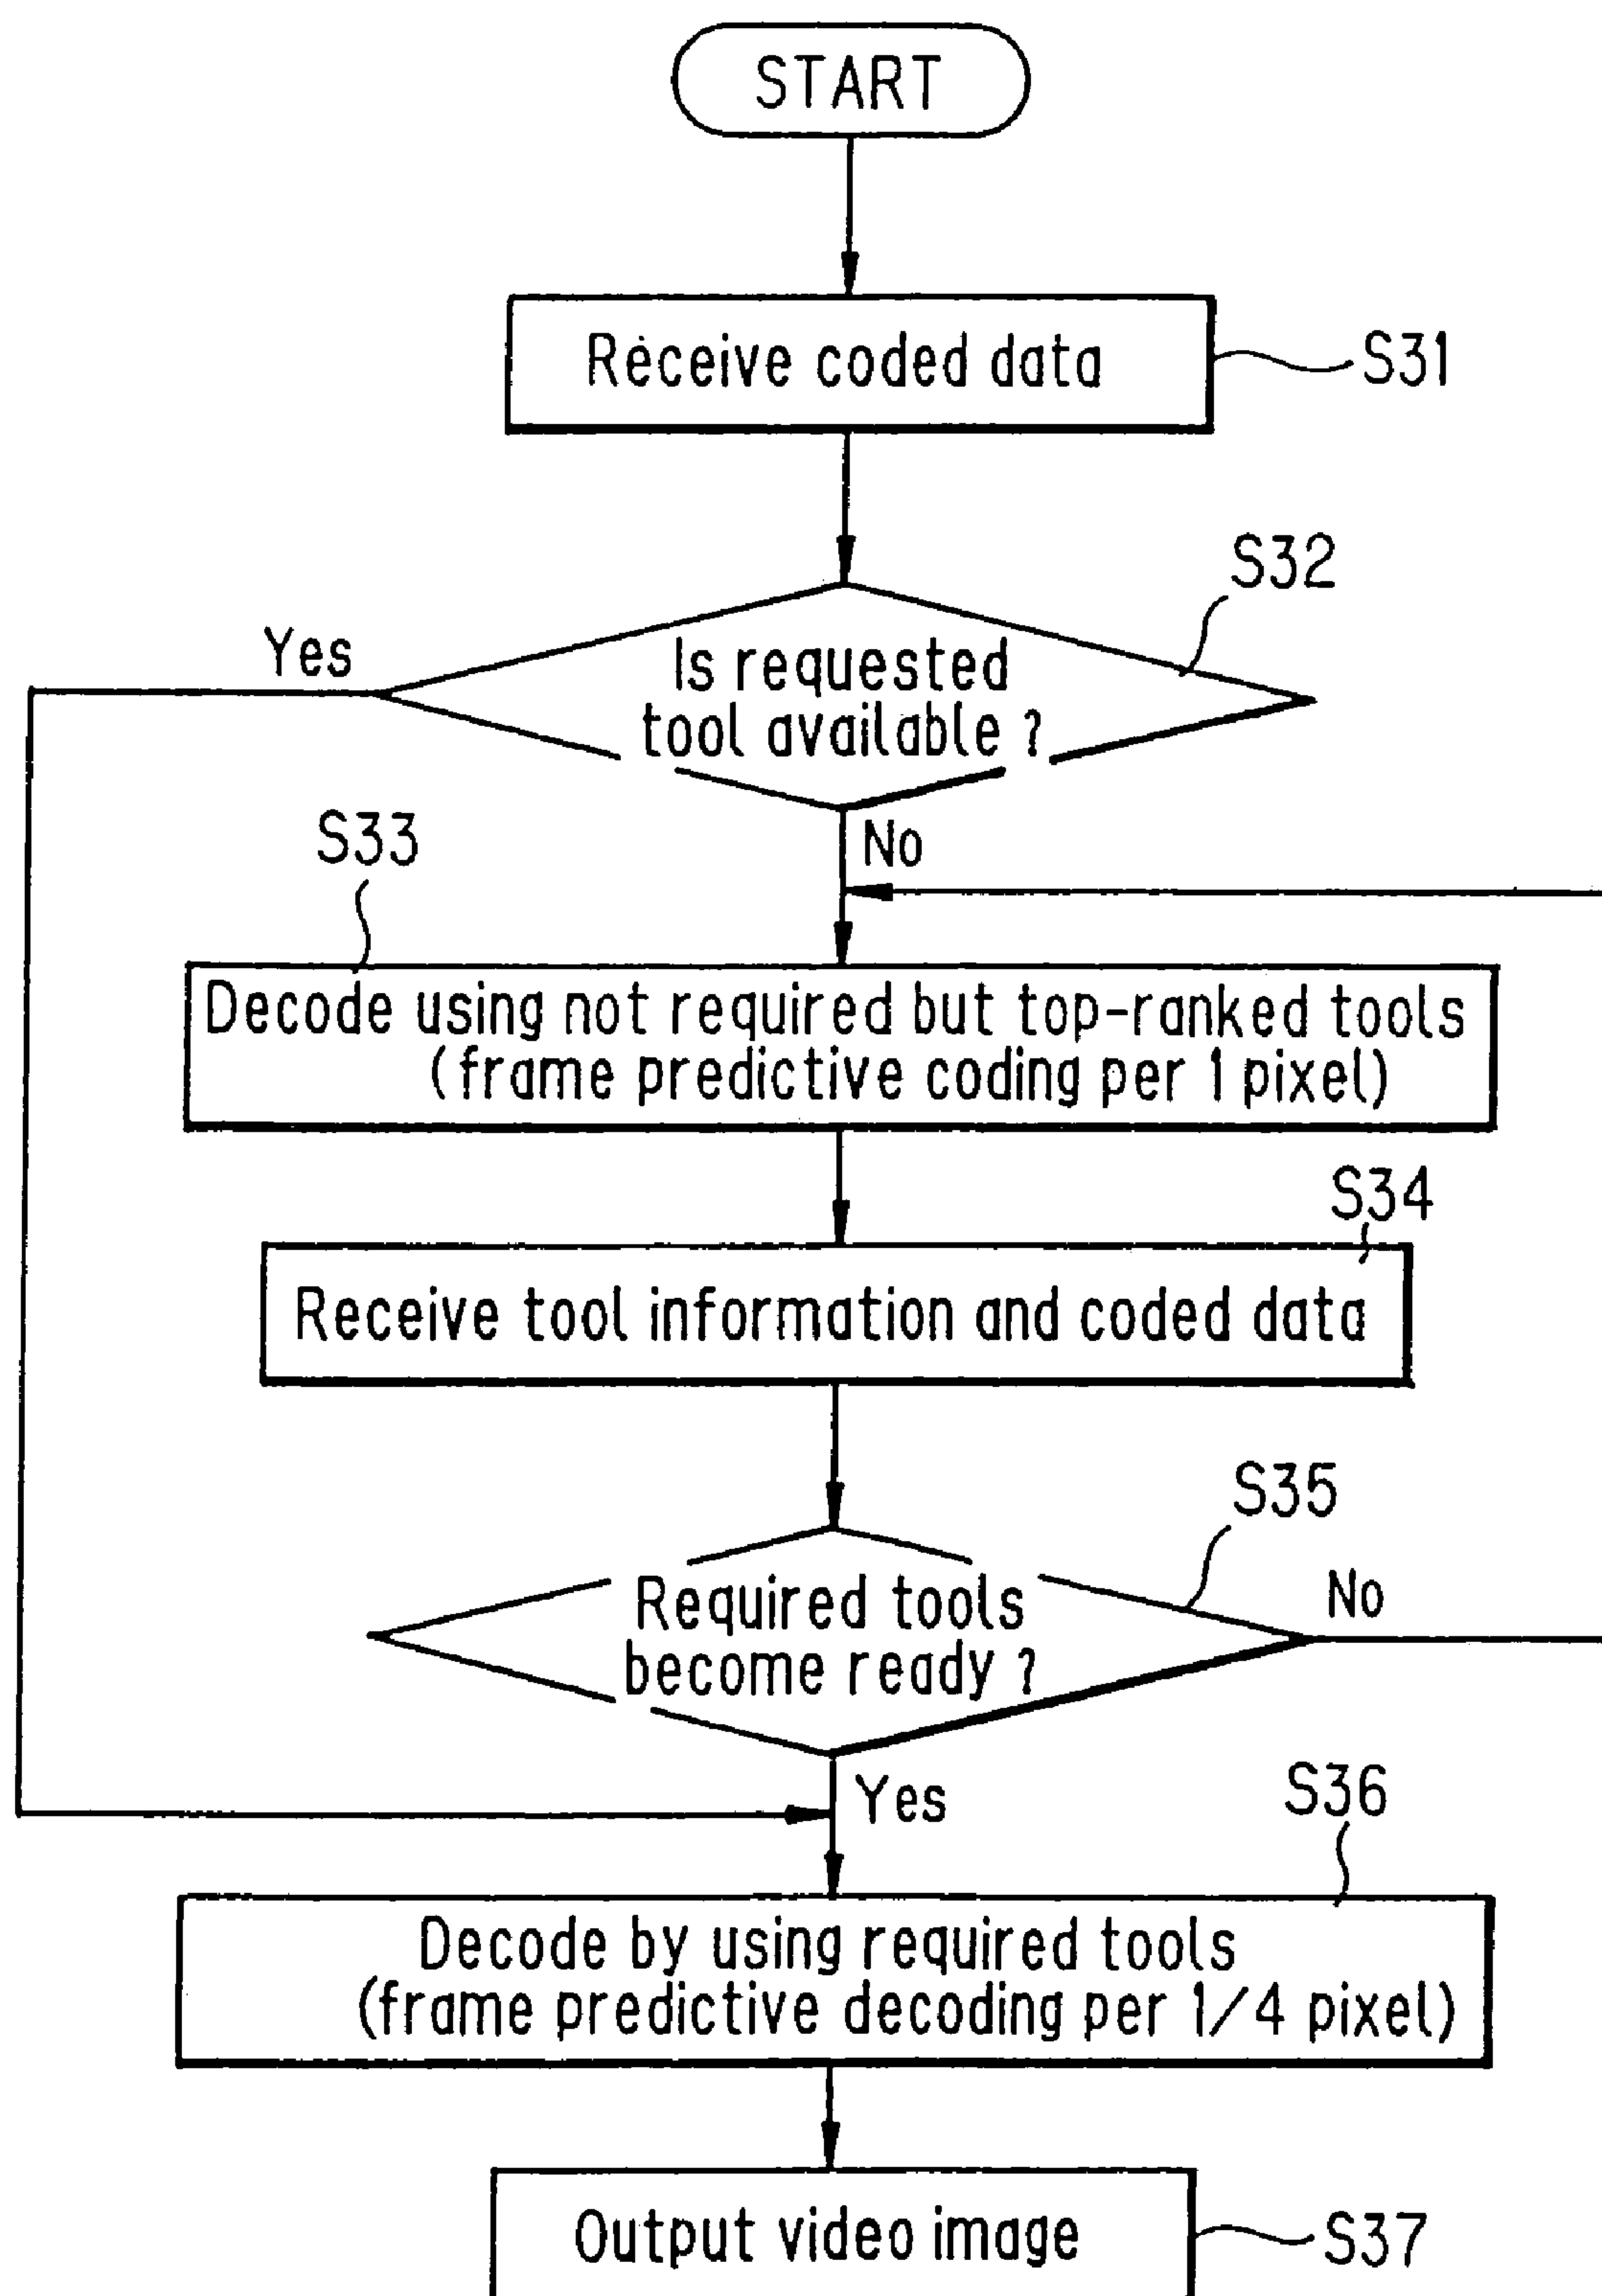 START
Receive coded data
S31
S32
Yes
Is requested
tool available ?
No
S33
Decode using not required but top-ranked tools
(frame predictive coding per 1 pixel)
S34
Receive tool information and coded data
S35
Required tools
become ready ?
No
Yes
S36
Decode by using required tools
(frame predictive decoding per 1/4 pixel)
Output video image
S37